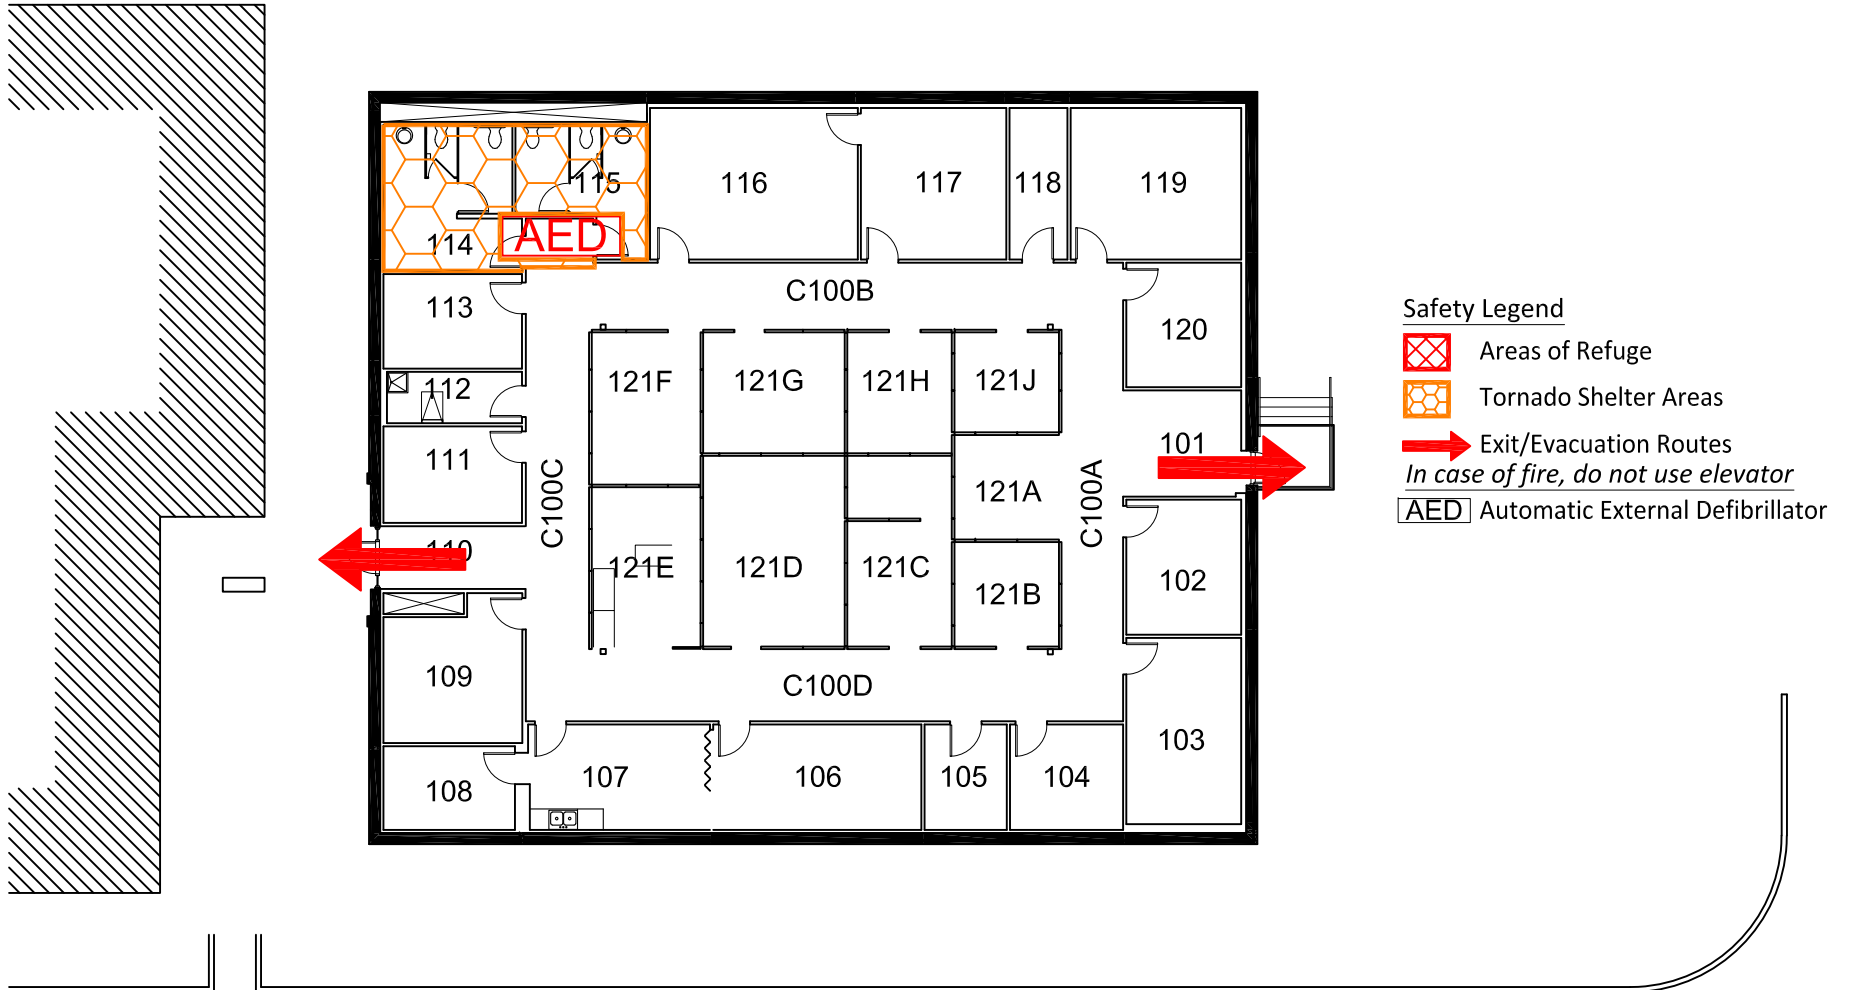 116
117
118
119
115
114
AED
C100B
113
120
112
121F
121G
121H
121J
111
101
C100C
C100A
121A
110
121E
121D
121C
121B
102
109
C100D
103
108
107
106
105
104
Safety Legend
Areas of Refuge
Tornado Shelter Areas
Exit/Evacuation Routes
In case of fire, do not use elevator
AED Automatic External Defibrillator